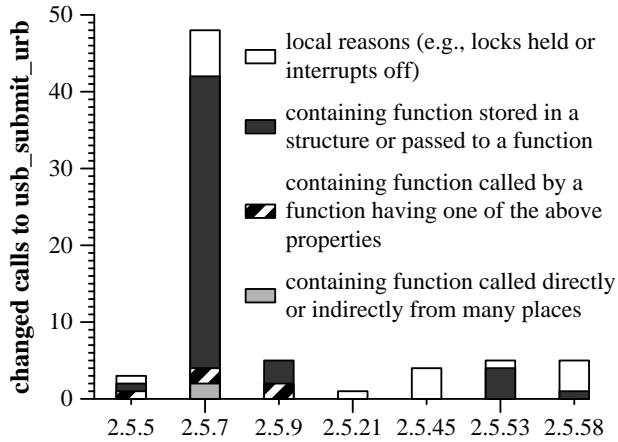 changed calls to usb_submit_urb
50
40
30
20
10
0
local reasons (e.g., locks held or
interrupts off)
containing function stored in a
structure or passed to a function
containing function called by a
function having one of the above
properties
containing function called directly
or indirectly from many places
2.5.5 2.5.7 2.5.9 2.5.21 2.5.45 2.5.53 2.5.58